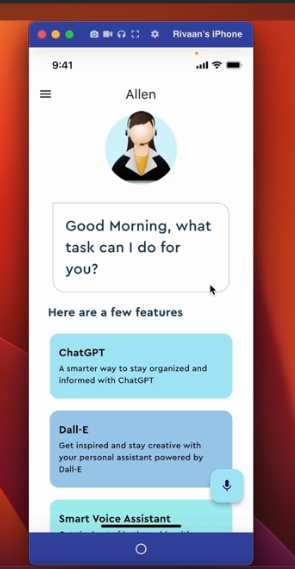 Rivaan's iPhone
9:41
Allen
Good Morning, what
task can I do for
you?
Here are a few features
ChatGPT
A smarter way to stay organized and
informed with ChatGPT
Dall-E
Get inspired and stay creative with
your personal assistant powered by
Dall-E
Smart Voice Assistant